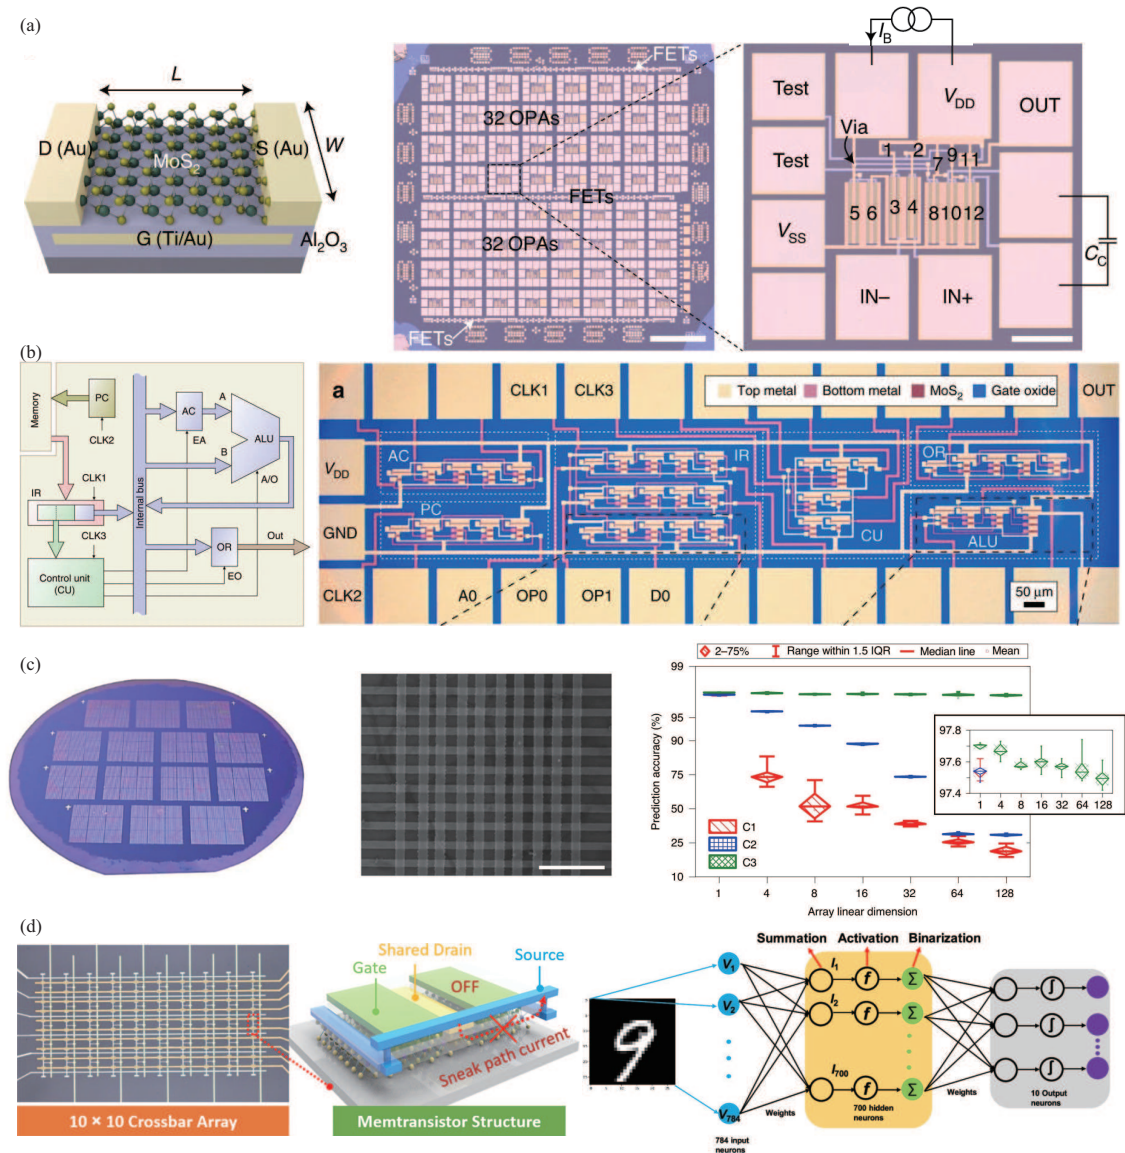 (a)
L
W
D (Au)
S (Au)
MoS2
G (Ti/Au)
Al2O3
FETs
32 OPAs
FETs
32 OPAs
FETs
IB
Test
VDD
OUT
Test
Via
1 2 7 9 11
3 4
5 6 8 10 12
VSS
CC
IN−
IN+
(b)
Memory
PC
CLK2
CLK1
IR
CLK3
Control unit
(CU)
Internal bus
AC
A
EA
B
ALU
A/O
OR
Out
EO
a
CLK1
CLK3
Top metal
Bottom metal
MoS2
Gate oxide
OUT
VDD
AC
IR
OR
PC
GND
CU
ALU
CLK2
A0
OP0
OP1
D0
50 μm
(c)
2–75%
Range within 1.5 IQR
Median line
Mean
Prediction accuracy (%)
99
95
90
75
50
25
10
C1
C2
C3
1 4 8 16 32 64 128
Array linear dimension
97.8
97.6
97.4
1 4 8 16 32 64 128
(d)
10 × 10 Crossbar Array
Shared Drain
Gate
Source
OFF
Sneak path current
Memtransistor Structure
Summation
Activation
Binarization
V1
V2
V784
784 input
neurons
Weights
I1
I2
I700
f
f
f
Σ
Σ
Σ
700 hidden
neurons
Weights
∫
∫
∫
10 Output
neurons